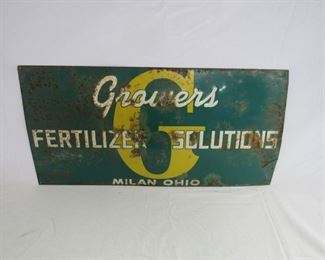 Growers'
G
FERTILIZER SOLUTIONS
MILAN OHIO